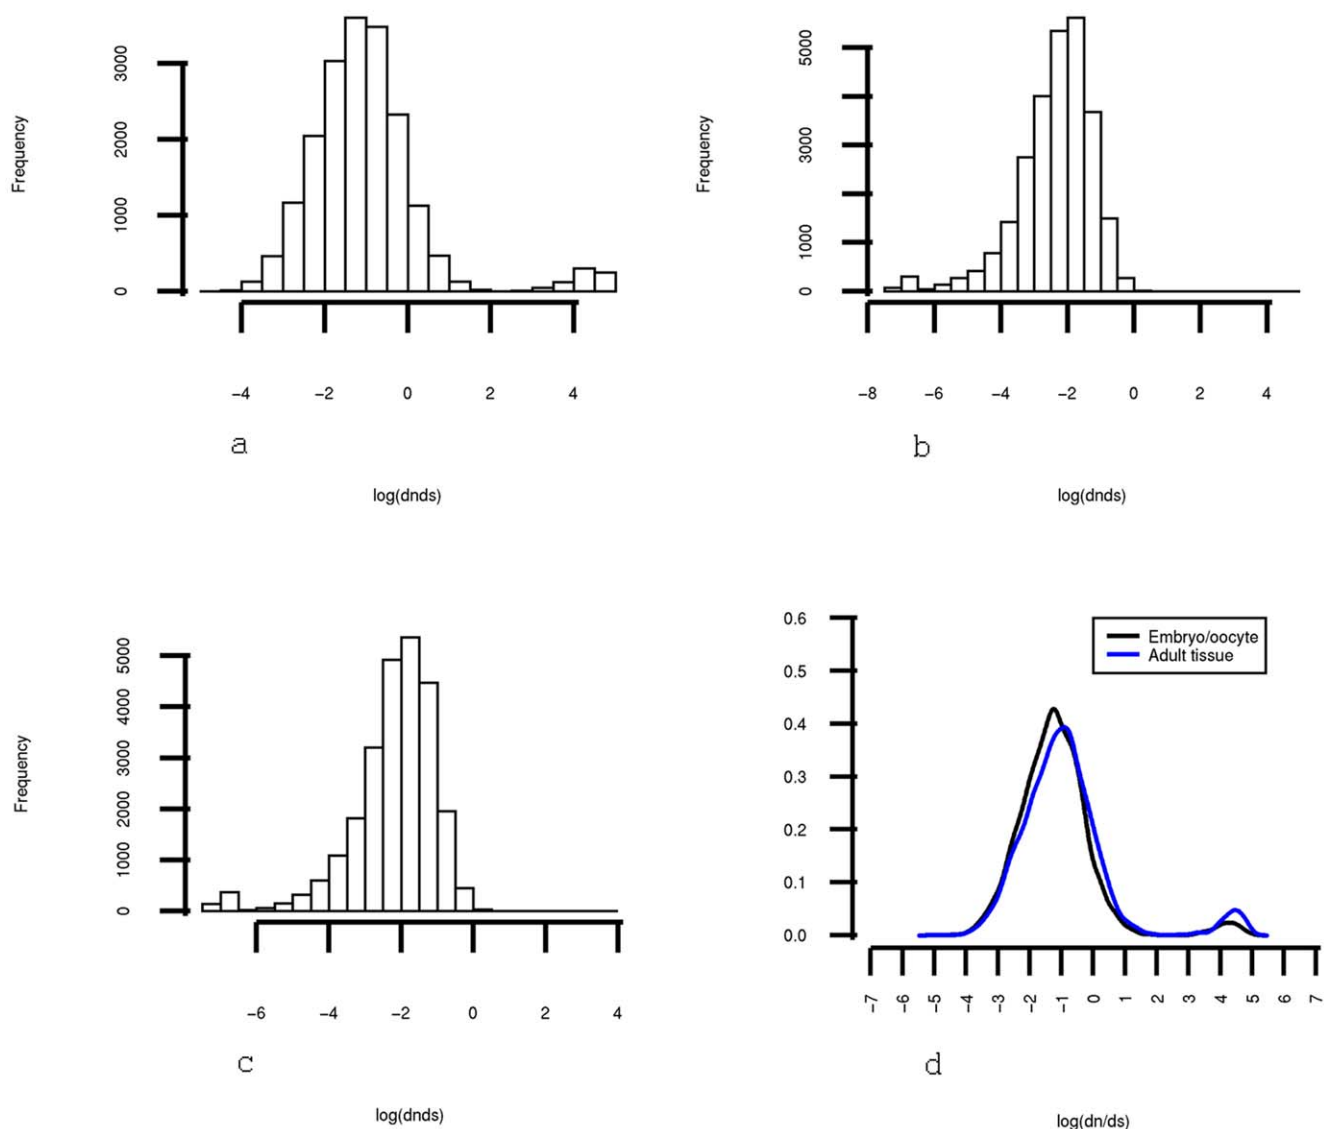 Frequency
3000
2000
1000
0
−4 −2 0 2 4
a
log(dnds)
Frequency
5000
3000
1000
0
−8 −6 −4 −2 0 2 4
b
log(dnds)
Frequency
5000
4000
3000
2000
1000
0
−6 −4 −2 0 2 4
c
log(dnds)
0.6
0.5
0.4
0.3
0.2
0.1
0.0
Embryo/oocyte
Adult tissue
−7 −6 −5 −4 −3 −2 −1 0 1 2 3 4 5 6 7
d
log(dn/ds)